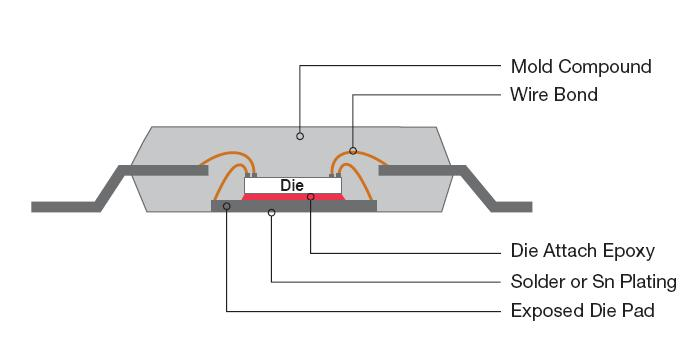 Mold Compound
Wire Bond
Die
Die Attach Epoxy
Solder or Sn Plating
Exposed Die Pad